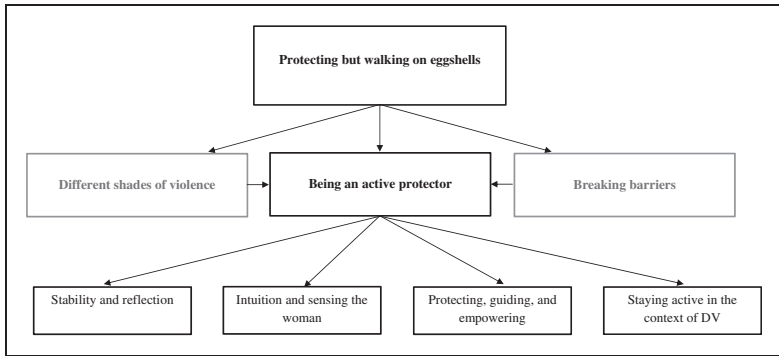 Protecting but walking on eggshells
Different shades of violence
Being an active protector
Breaking barriers
Stability and reflection
Intuition and sensing the
woman
Protecting, guiding, and
empowering
Staying active in the
context of DV